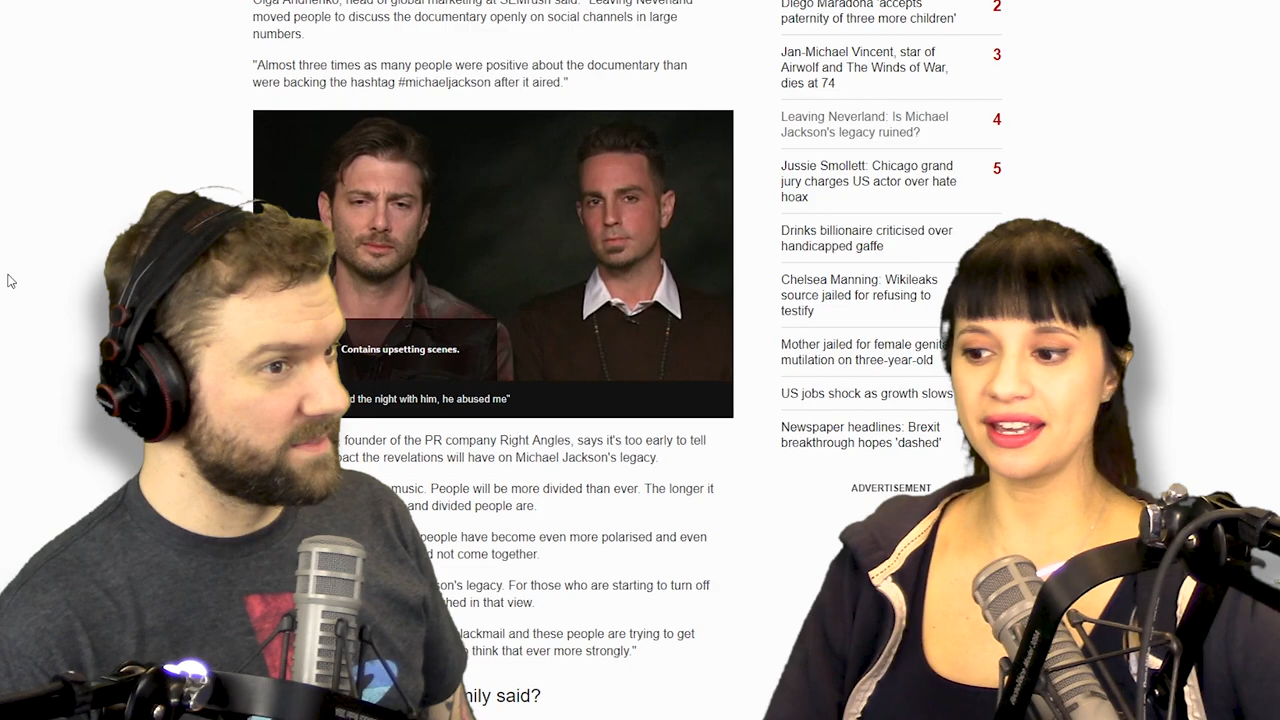 Olga Andrienko, head of global marketing at SEMrush said: "Leaving Neverland
moved people to discuss the documentary openly on social channels in large
numbers.
"Almost three times as many people were positive about the documentary than
were backing the hashtag #michaeljackson after it aired."
Contains upsetting scenes.
d the night with him, he abused me"
founder of the PR company Right Angles, says it's too early to tell
pact the revelations will have on Michael Jackson's legacy.
music. People will be more divided than ever. The longer it
and divided people are.
people have become even more polarised and even
d not come together.
son's legacy. For those who are starting to turn off
hed in that view.
lackmail and these people are trying to get
think that ever more strongly."
mily said?
Diego Maradona 'accepts
paternity of three more children'
2
Jan-Michael Vincent, star of
Airwolf and The Winds of War,
dies at 74
3
Leaving Neverland: Is Michael
Jackson's legacy ruined?
4
Jussie Smollett: Chicago grand
jury charges US actor over hate
hoax
5
Drinks billionaire criticised over
handicapped gaffe
Chelsea Manning: Wikileaks
source jailed for refusing to
testify
Mother jailed for female genita
mutilation on three-year-old
US jobs shock as growth slows
Newspaper headlines: Brexit
breakthrough hopes 'dashed'
ADVERTISEMENT